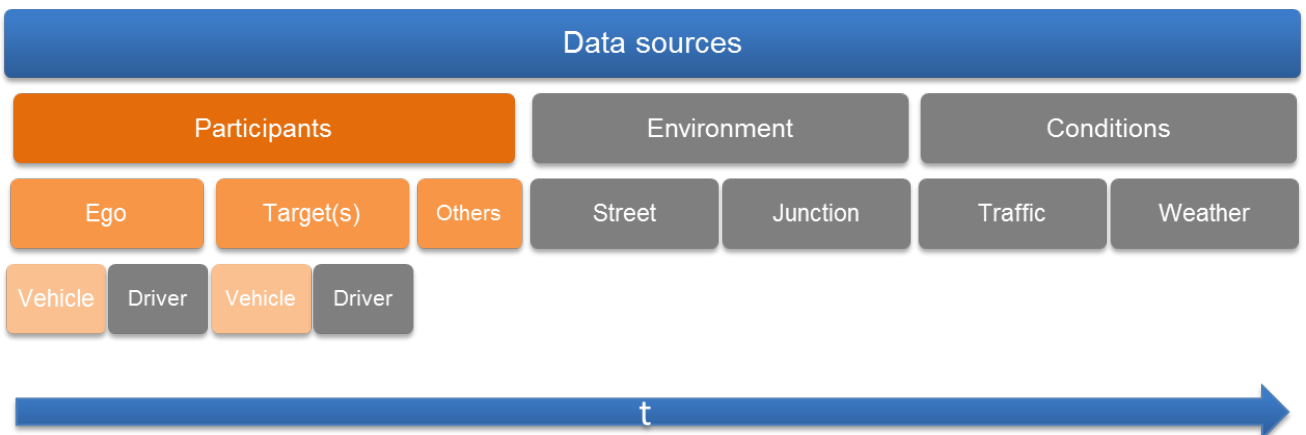 Data sources
Participants
Environment
Conditions
Ego
Target(s)
Others
Street
Junction
Traffic
Weather
Vehicle
Driver
Vehicle
Driver
t